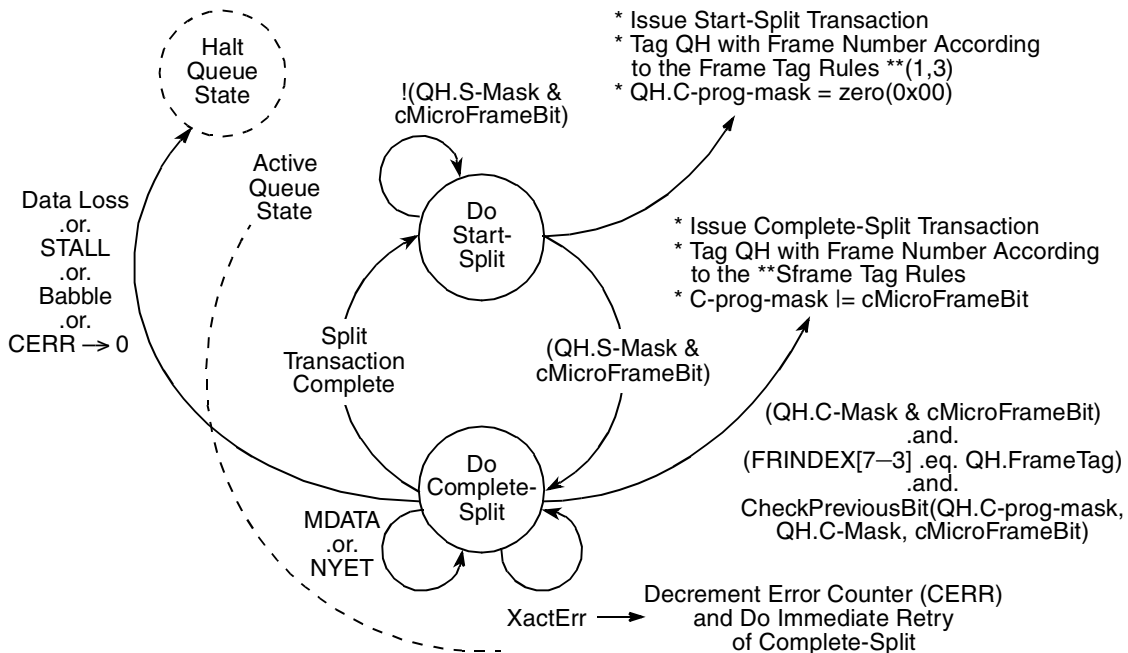 Halt
Queue
State
* Issue Start-Split Transaction
* Tag QH with Frame Number According
to the Frame Tag Rules **(1,3)
* QH.C-prog-mask = zero(0x00)
!(QH.S-Mask &
cMicroFrameBit)
Active
Queue
State
Data Loss
.or.
STALL
.or.
Babble
.or.
CERR → 0
Do
Start-
Split
* Issue Complete-Split Transaction
* Tag QH with Frame Number According
to the **Sframe Tag Rules
* C-prog-mask |= cMicroFrameBit
Split
Transaction
Complete
(QH.S-Mask &
cMicroFrameBit)
(QH.C-Mask & cMicroFrameBit)
.and.
(FRINDEX[7–3] .eq. QH.FrameTag)
.and.
CheckPreviousBit(QH.C-prog-mask,
QH.C-Mask, cMicroFrameBit)
Do
Complete-
Split
MDATA
.or.
NYET
XactErr → Decrement Error Counter (CERR)
and Do Immediate Retry
of Complete-Split